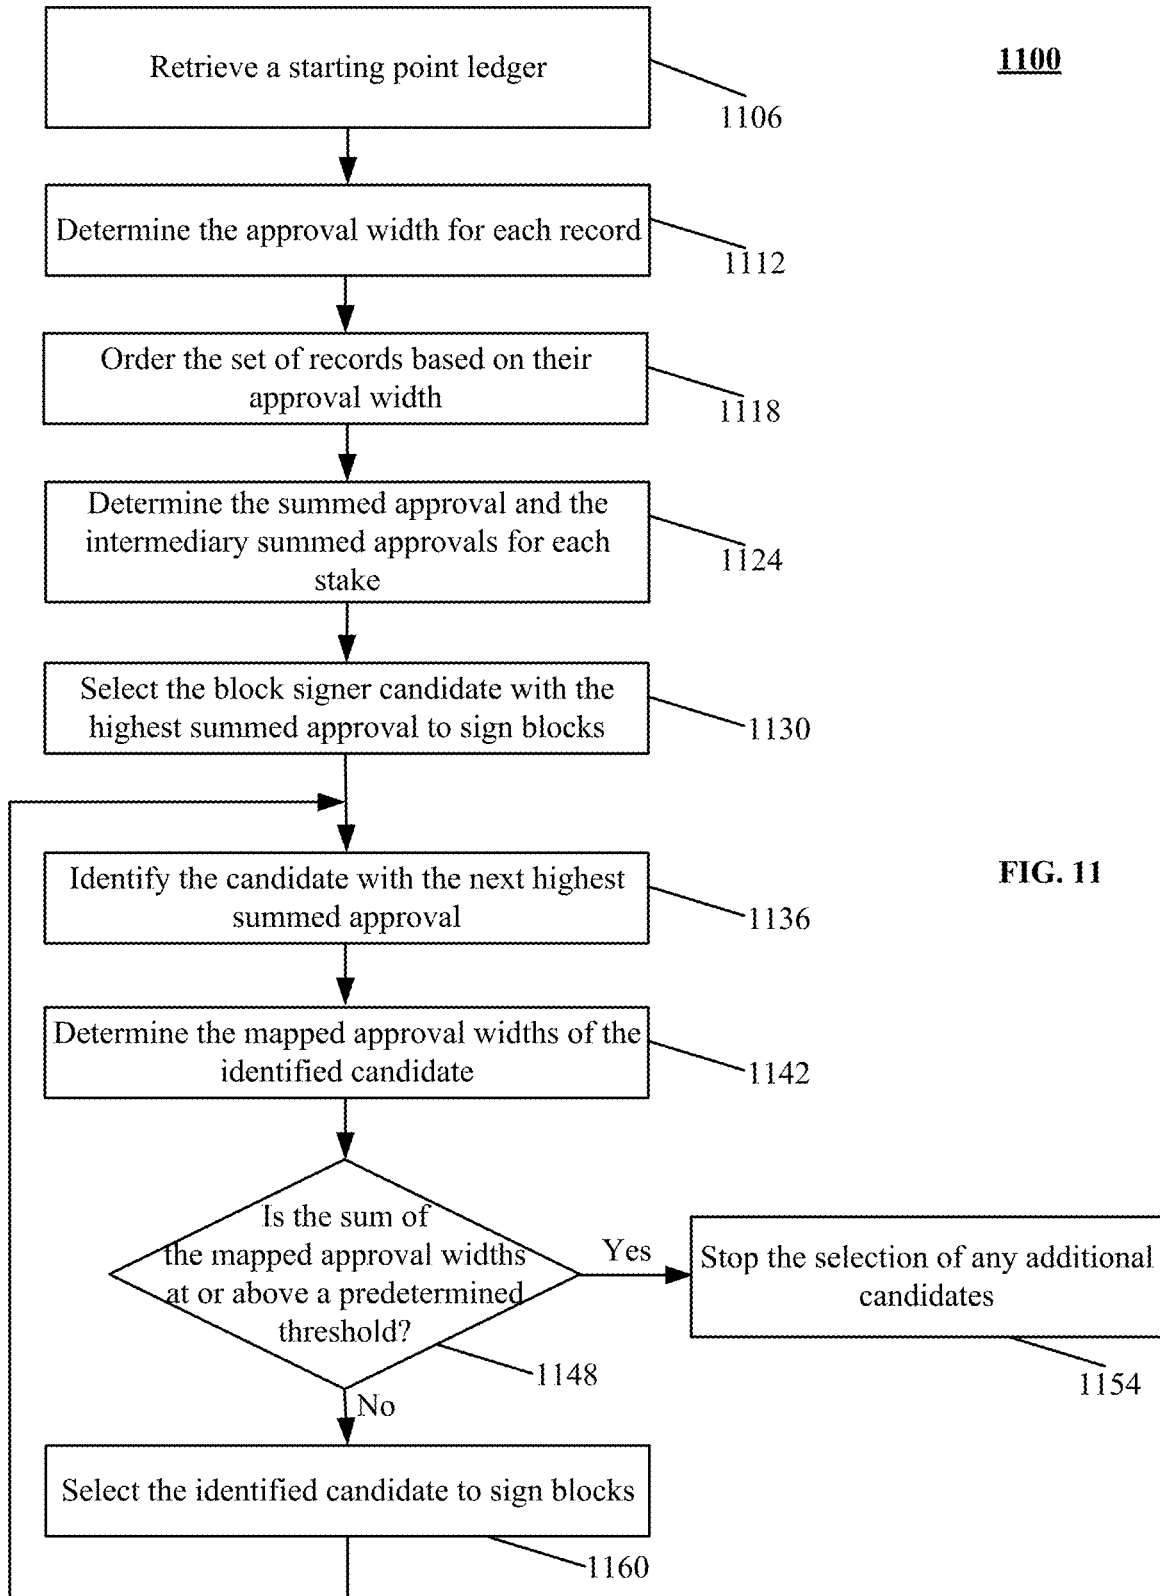 Retrieve a starting point ledger
1100
1106
Determine the approval width for each record
1112
Order the set of records based on their
approval width
1118
Determine the summed approval and the
intermediary summed approvals for each
stake
1124
Select the block signer candidate with the
highest summed approval to sign blocks
1130
Identify the candidate with the next highest
summed approval
1136
FIG. 11
Determine the mapped approval widths of the
identified candidate
1142
Is the sum of
the mapped approval widths
at or above a predetermined
threshold?
1148
Yes
Stop the selection of any additional
candidates
1154
No
Select the identified candidate to sign blocks
1160